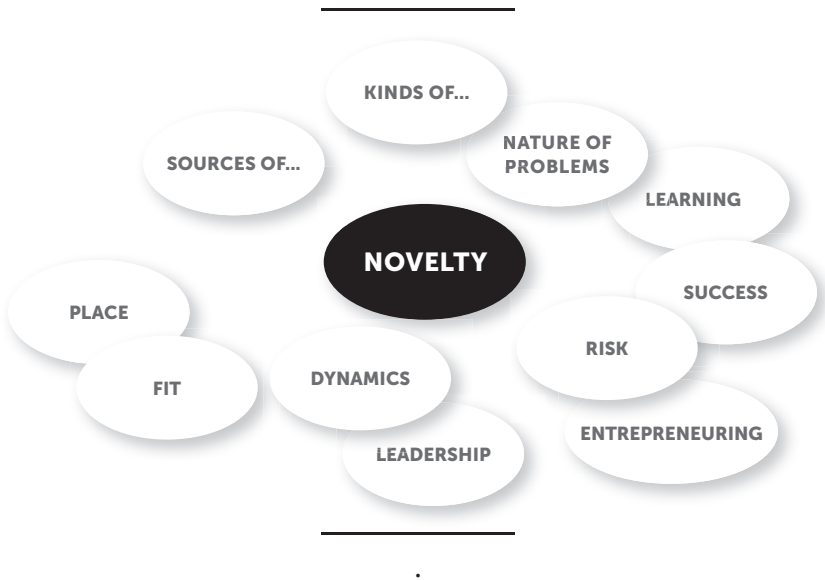 KINDS OF...
NATURE OF
PROBLEMS
SOURCES OF...
LEARNING
NOVELTY
SUCCESS
PLACE
RISK
DYNAMICS
FIT
ENTREPRENEURING
LEADERSHIP